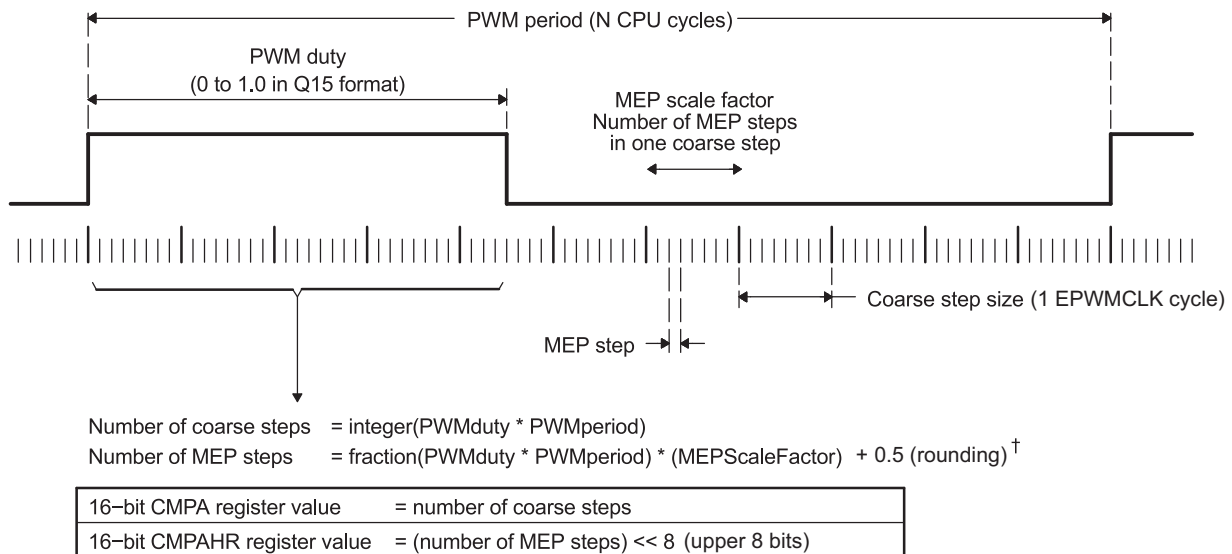 PWM period (N CPU cycles)
PWM duty
(0 to 1.0 in Q15 format)
MEP scale factor
Number of MEP steps
in one coarse step
Coarse step size (1 EPWMCLK cycle)
MEP step
Number of coarse steps = integer(PWMduty * PWMperiod)
Number of MEP steps = fraction(PWMduty * PWMperiod) * (MEPScaleFactor) + 0.5 (rounding)†
16−bit CMPA register value = number of coarse steps
16−bit CMPAHR register value = (number of MEP steps) << 8 (upper 8 bits)